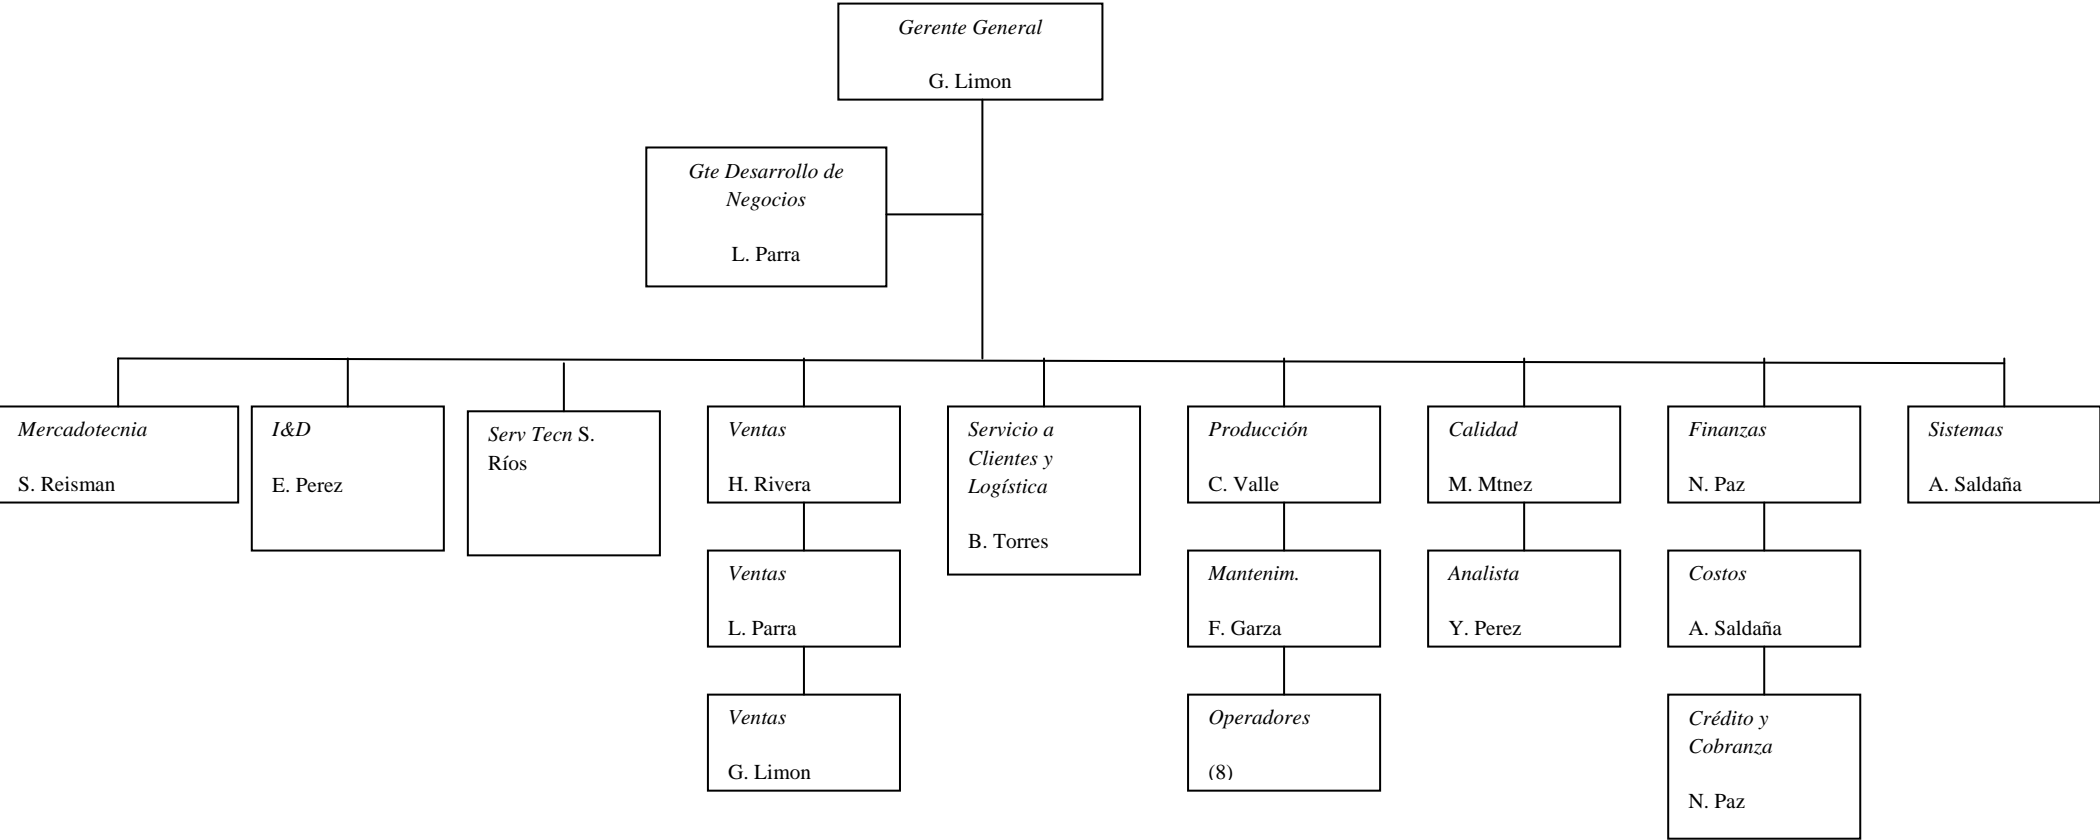 Gerente General
G. Limon
Gte Desarrollo de
Negocios
L. Parra
Mercadotecnia
S. Reisman
I&D
E. Perez
Serv Tecn S.
Ríos
Ventas
H. Rivera
Servicio a
Clientes y
Logística
B. Torres
Producción
C. Valle
Calidad
M. Mtnez
Finanzas
N. Paz
Sistemas
A. Saldaña
Ventas
L. Parra
Mantenim.
F. Garza
Analista
Y. Perez
Costos
A. Saldaña
Ventas
G. Limon
Operadores
(8)
Crédito y
Cobranza
N. Paz